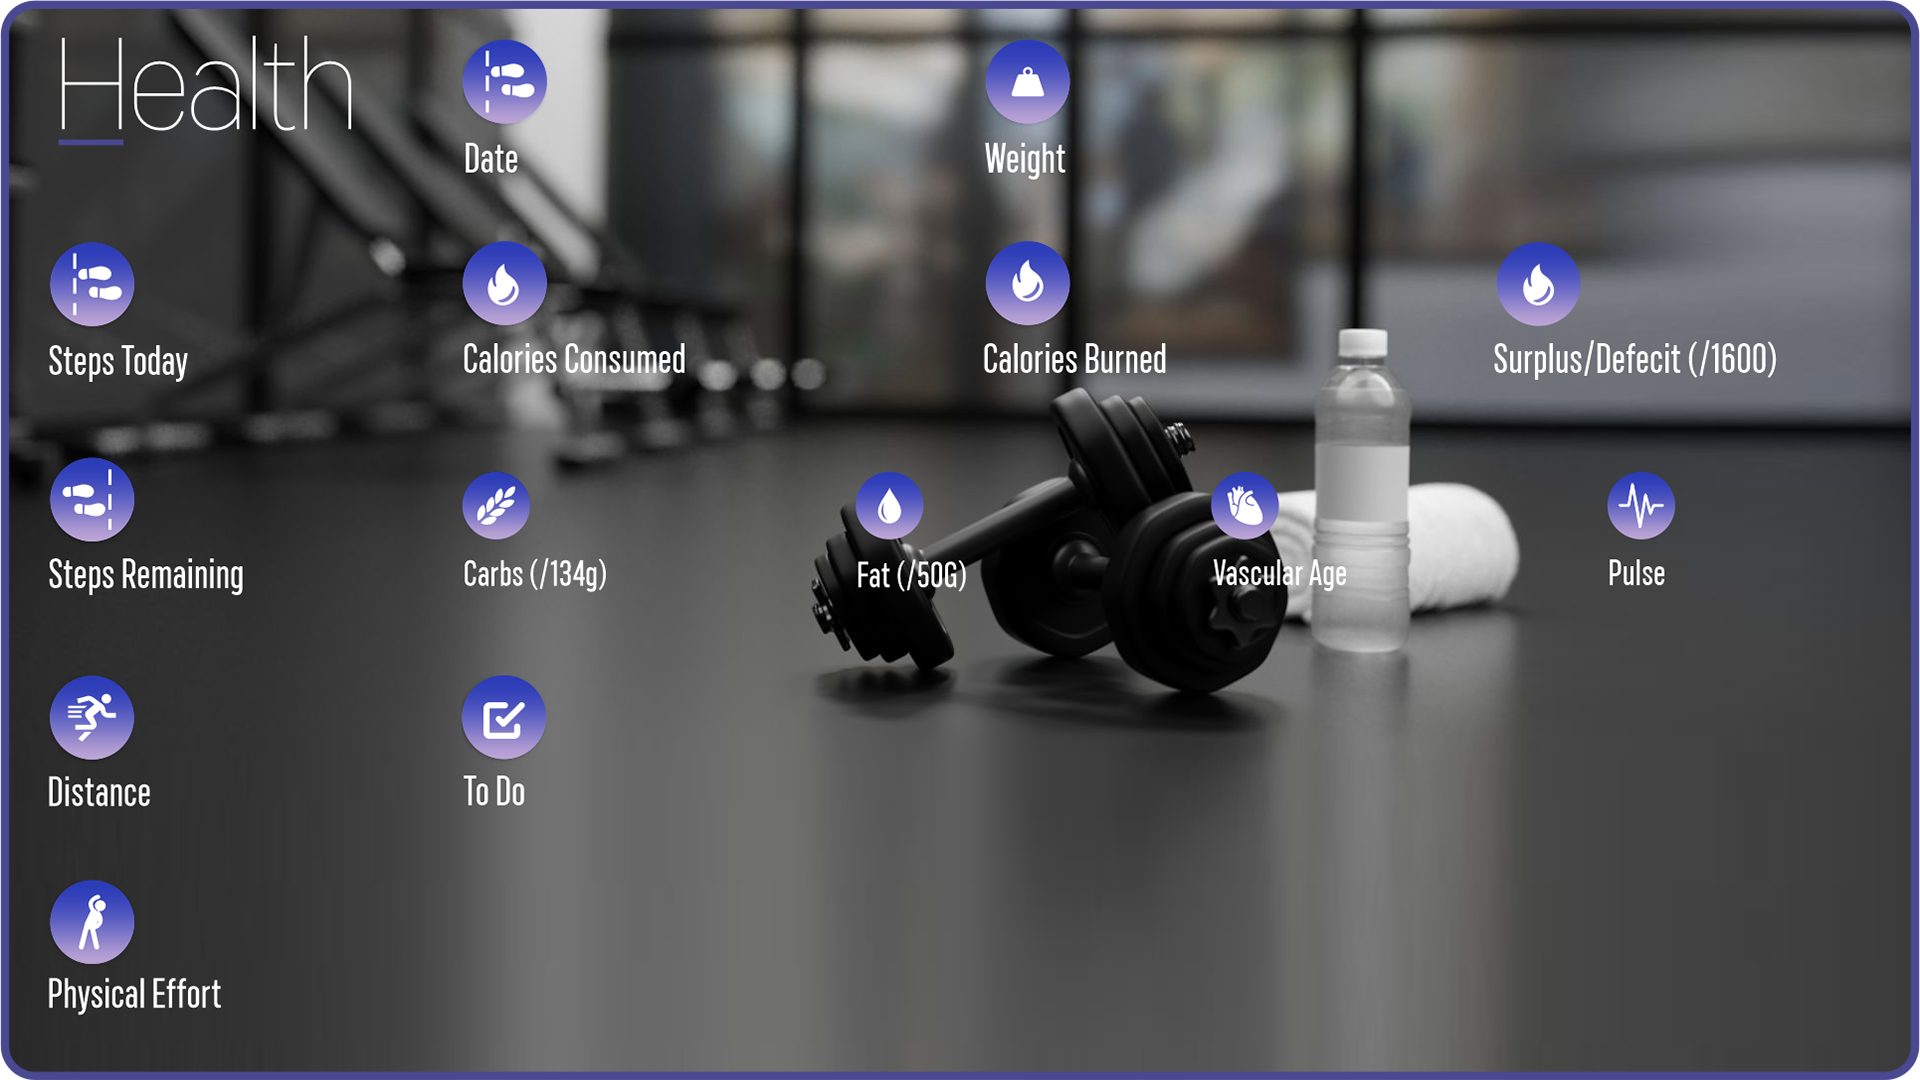 Health
Date
Weight
Steps Today
Calories Consumed
Calories Burned
Surplus/Defecit (/1600)
Steps Remaining
Carbs (/134g)
Fat (/50G)
Vascular Age
Pulse
Distance
To Do
Physical Effort